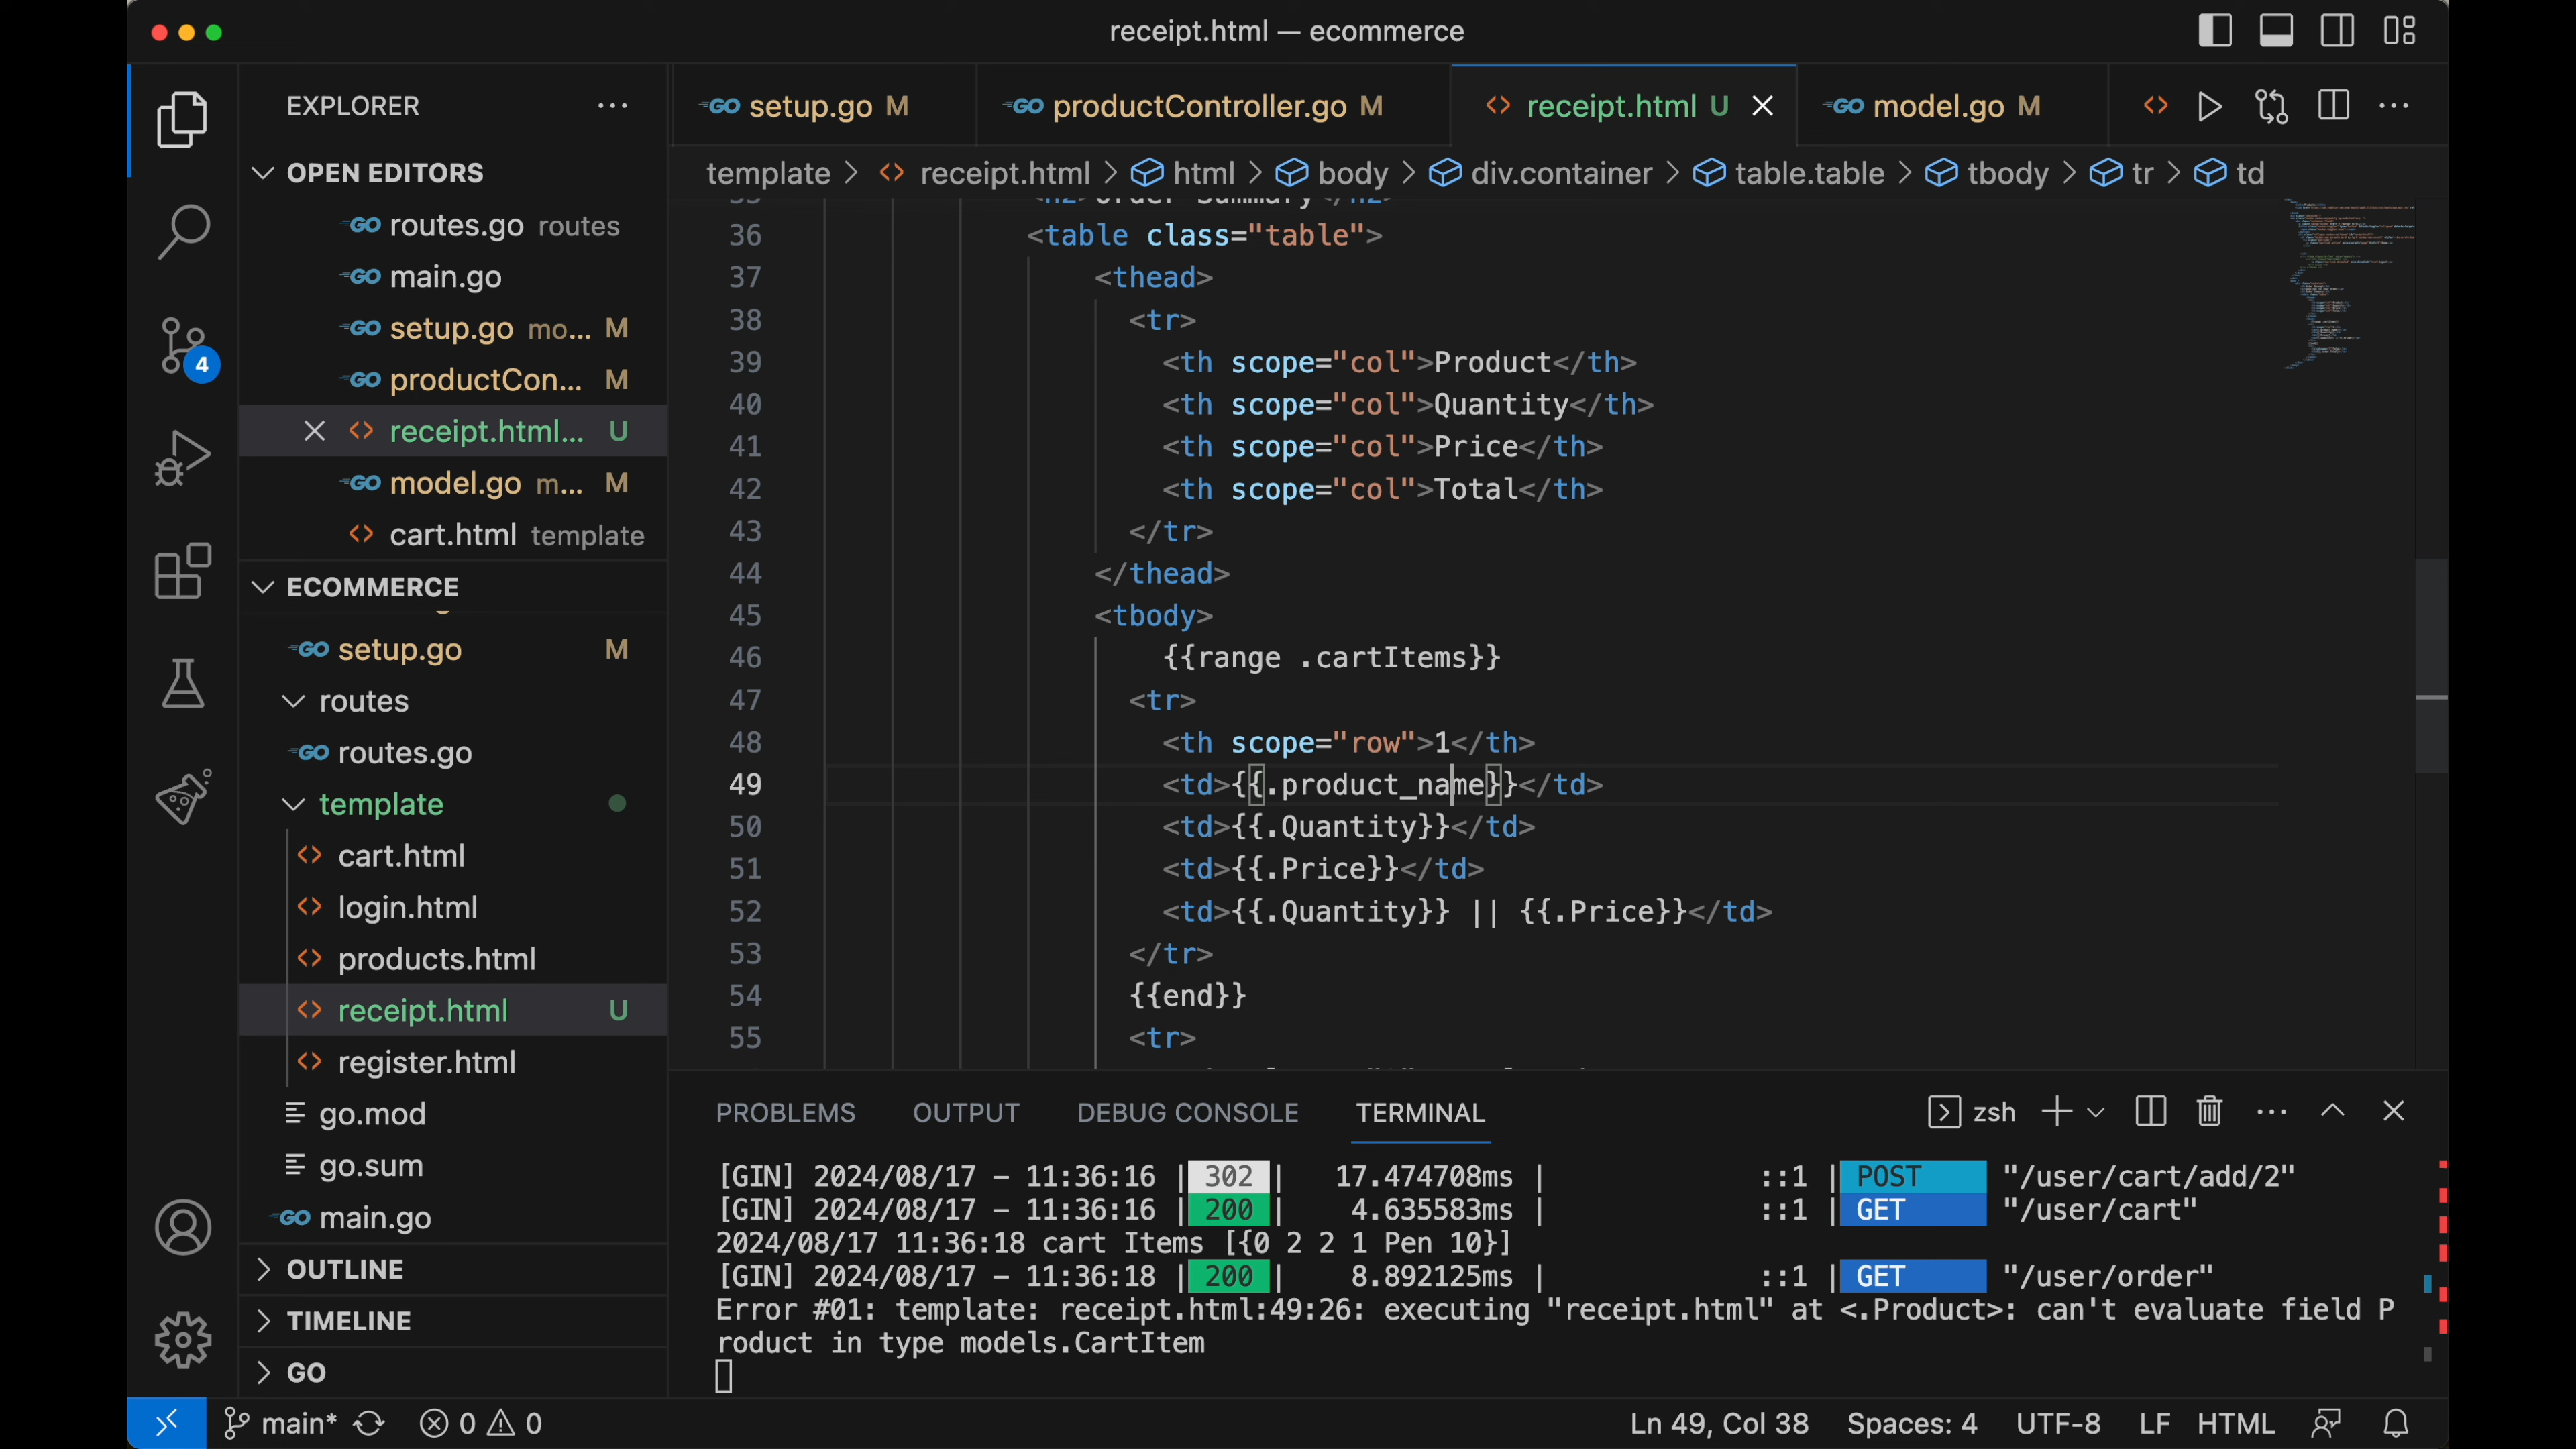 receipt.html — ecommerce
EXPLORER
setup.go M
productController.go M
receipt.html U
model.go M
OPEN EDITORS
template > receipt.html > html > body > div.container > table.table > tbody > tr > td
routes.go routes
main.go
setup.go mo... M
productCon... M
receipt.html... U
model.go m... M
cart.html template
4
ECOMMERCE
setup.go M
routes
routes.go
template
cart.html
login.html
products.html
receipt.html U
register.html
go.mod
go.sum
main.go
OUTLINE
TIMELINE
GO
36 <table class="table">
37 <thead>
38 <tr>
39 <th scope="col">Product</th>
40 <th scope="col">Quantity</th>
41 <th scope="col">Price</th>
42 <th scope="col">Total</th>
43 </tr>
44 </thead>
45 <tbody>
46 {{range .cartItems}}
47 <tr>
48 <th scope="row">1</th>
49 <td>{{.product_name}}</td>
50 <td>{{.Quantity}}</td>
51 <td>{{.Price}}</td>
52 <td>{{.Quantity}} || {{.Price}}</td>
53 </tr>
54 {{end}}
55 <tr>
PROBLEMS OUTPUT DEBUG CONSOLE TERMINAL
zsh
[GIN] 2024/08/17 - 11:36:16 | 302 | 17.474708ms | ::1 | POST "/user/cart/add/2"
[GIN] 2024/08/17 - 11:36:16 | 200 | 4.635583ms | ::1 | GET "/user/cart"
2024/08/17 11:36:18 cart Items [{0 2 2 1 Pen 10}]
[GIN] 2024/08/17 - 11:36:18 | 200 | 8.892125ms | ::1 | GET "/user/order"
Error #01: template: receipt.html:49:26: executing "receipt.html" at <.Product>: can't evaluate field P
roduct in type models.CartItem
main* 0 0
Ln 49, Col 38 Spaces: 4 UTF-8 LF HTML